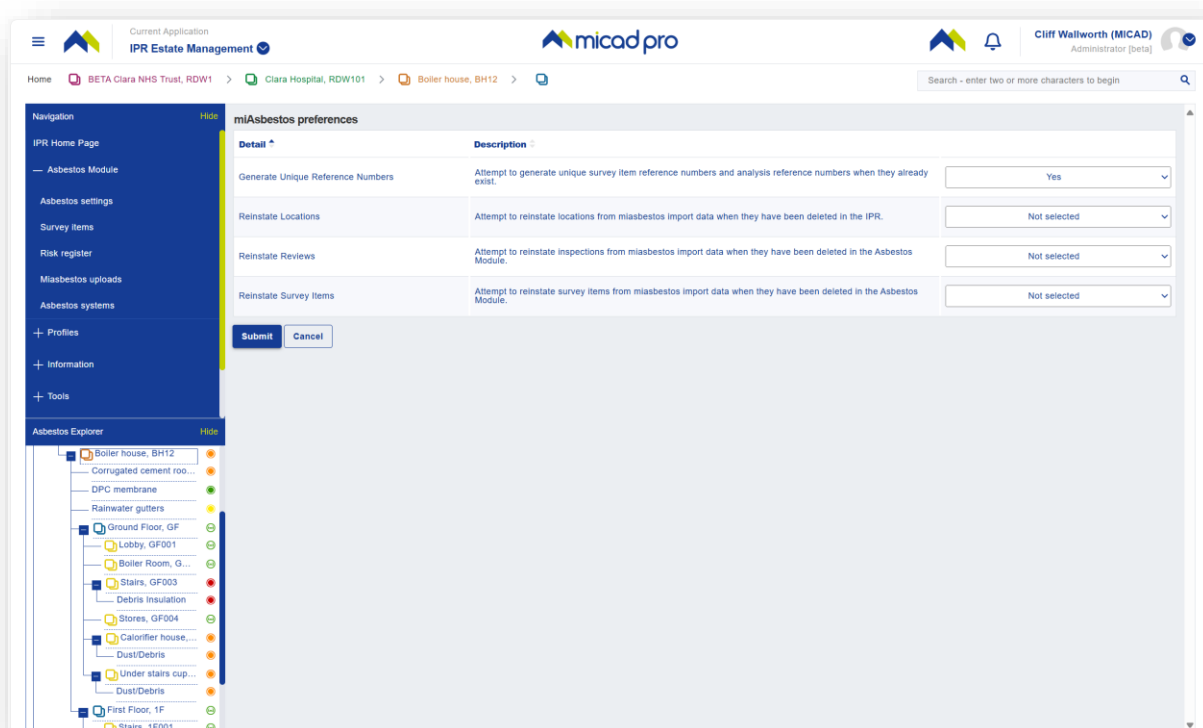 Current Application
IPR Estate Management
micad pro
Cliff Wallworth (MICAD)
Administrator [beta]
Home
BETA Clara NHS Trust, RDW1 >
Clara Hospital, RDW101 >
Boiler house, BH12 >
Search - enter two or more characters to begin
Navigation Hide
IPR Home Page
— Asbestos Module
Asbestos settings
Survey items
Risk register
Miasbestos uploads
Asbestos systems
+ Profiles
+ Information
+ Tools
miAsbestos preferences
Detail Description
Generate Unique Reference Numbers
Attempt to generate unique survey item reference numbers and analysis reference numbers when they already
exist.
Yes
Reinstate Locations
Attempt to reinstate locations from miasbestos import data when they have been deleted in the IPR.
Not selected
Reinstate Reviews
Attempt to reinstate inspections from miasbestos import data when they have been deleted in the Asbestos
Module.
Not selected
Reinstate Survey Items
Attempt to reinstate survey items from miasbestos import data when they have been deleted in the Asbestos
Module.
Not selected
Submit Cancel
Asbestos Explorer Hide
Boiler house, BH12
Corrugated cement roo...
DPC membrane
Rainwater gutters
Ground Floor, GF
Lobby, GF001
Boiler Room, G...
Stairs, GF003
Debris Insulation
Stores, GF004
Calorifier house,...
Dust/Debris
Under stairs cup...
Dust/Debris
First Floor, 1F
Stairs, 1F001